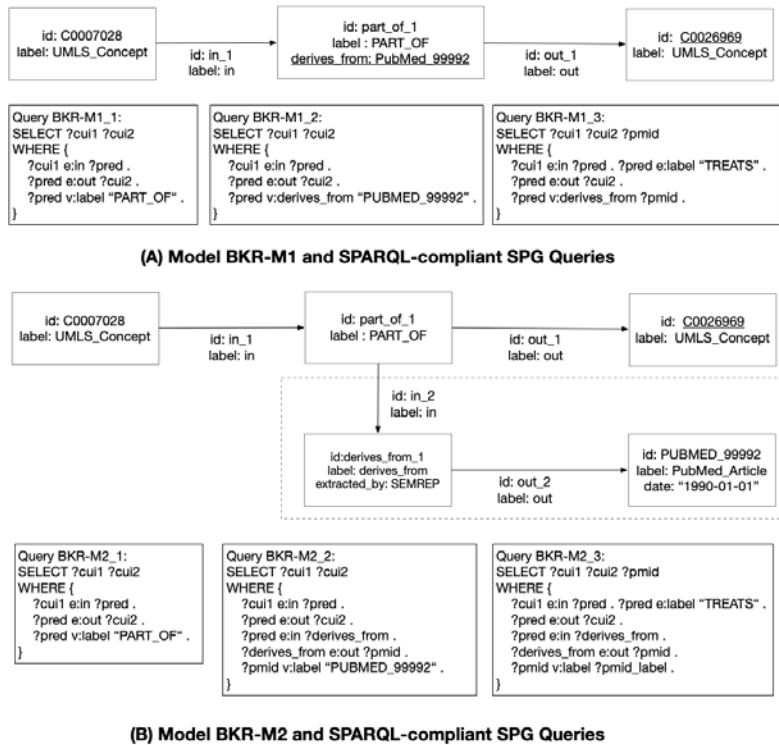 id: C0007028
label: UMLS_Concept
id: in_1
label: in
id: part_of_1
label : PART_OF
derives_from: PubMed_99992
id: out_1
label: out
id: C0026969
label: UMLS_Concept
Query BKR-M1_1:
SELECT ?cui1 ?cui2
WHERE {
?cui1 e:in ?pred .
?pred e:out ?cui2 .
?pred v:label "PART_OF" .
}
Query BKR-M1_2:
SELECT ?cui1 ?cui2
WHERE {
?cui1 e:in ?pred .
?pred e:out ?cui2 .
?pred v:derives_from "PUBMED_99992" .
}
Query BKR-M1_3:
SELECT ?cui1 ?cui2 ?pmid
WHERE {
?cui1 e:in ?pred . ?pred e:label "TREATS" .
?pred e:out ?cui2 .
?pred v:derives_from ?pmid .
}
(A) Model BKR-M1 and SPARQL-compliant SPG Queries
id: C0007028
label: UMLS_Concept
id: in_1
label: in
id: part_of_1
label : PART_OF
id: out_1
label: out
id: C0026969
label: UMLS_Concept
id: in_2
label: in
id:derives_from_1
label: derives_from
extracted_by: SEMREP
id: out_2
label: out
id: PUBMED_99992
label: PubMed_Article
date: "1990-01-01"
Query BKR-M2_1:
SELECT ?cui1 ?cui2
WHERE {
?cui1 e:in ?pred .
?pred e:out ?cui2 .
?pred v:label "PART_OF" .
}
Query BKR-M2_2:
SELECT ?cui1 ?cui2
WHERE {
?cui1 e:in ?pred .
?pred e:out ?cui2 .
?pred e:in ?derives_from .
?derives_from e:out ?pmid .
?pmid v:label "PUBMED_99992" .
}
Query BKR-M2_3:
SELECT ?cui1 ?cui2 ?pmid
WHERE {
?cui1 e:in ?pred . ?pred e:label "TREATS" .
?pred e:out ?cui2 .
?pred e:in ?derives_from .
?derives_from e:out ?pmid .
?pmid v:label ?pmid_label .
}
(B) Model BKR-M2 and SPARQL-compliant SPG Queries